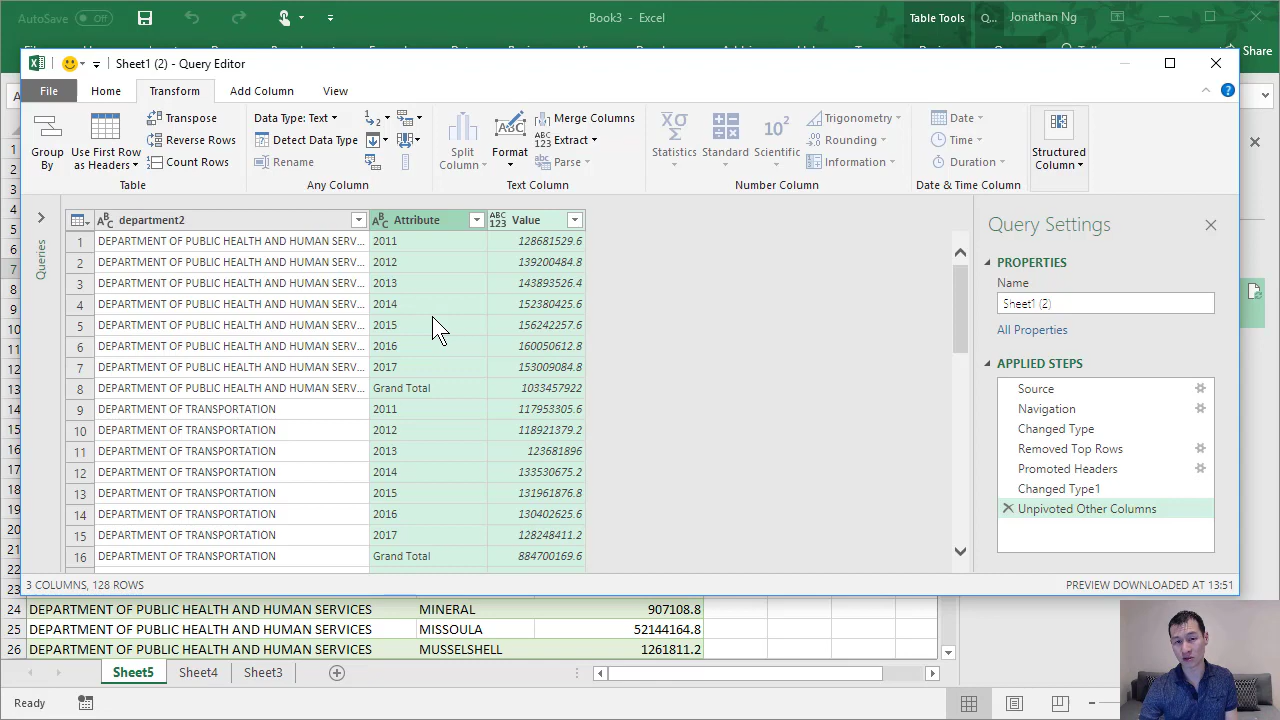 AutoSave Off
Book3 - Excel
Table Tools
Q...
Jonathan Ng
Share
Sheet1 (2) - Query Editor
File
Home
Transform
Add Column
View
Group By
Use First Row as Headers
Transpose
Reverse Rows
Count Rows
Table
Data Type: Text
Detect Data Type
Rename
Any Column
Split Column
Format
Merge Columns
Extract
Parse
Text Column
Statistics
Standard
Scientific
Trigonometry
Rounding
Information
Number Column
Date
Time
Duration
Date & Time Column
Structured Column
Queries
department2 Attribute Value
1 DEPARTMENT OF PUBLIC HEALTH AND HUMAN SERV... 2011 128681529.6
2 DEPARTMENT OF PUBLIC HEALTH AND HUMAN SERV... 2012 139200484.8
3 DEPARTMENT OF PUBLIC HEALTH AND HUMAN SERV... 2013 143893526.4
4 DEPARTMENT OF PUBLIC HEALTH AND HUMAN SERV... 2014 152380425.6
5 DEPARTMENT OF PUBLIC HEALTH AND HUMAN SERV... 2015 156242257.6
6 DEPARTMENT OF PUBLIC HEALTH AND HUMAN SERV... 2016 160050612.8
7 DEPARTMENT OF PUBLIC HEALTH AND HUMAN SERV... 2017 153009084.8
8 DEPARTMENT OF PUBLIC HEALTH AND HUMAN SERV... Grand Total 1033457922
9 DEPARTMENT OF TRANSPORTATION 2011 117953305.6
10 DEPARTMENT OF TRANSPORTATION 2012 118921379.2
11 DEPARTMENT OF TRANSPORTATION 2013 123681896
12 DEPARTMENT OF TRANSPORTATION 2014 133530675.2
13 DEPARTMENT OF TRANSPORTATION 2015 131961876.8
14 DEPARTMENT OF TRANSPORTATION 2016 130402625.6
15 DEPARTMENT OF TRANSPORTATION 2017 128248411.2
16 DEPARTMENT OF TRANSPORTATION Grand Total 884700169.6
3 COLUMNS, 128 ROWS
PREVIEW DOWNLOADED AT 13:51
Query Settings
PROPERTIES
Name
Sheet1 (2)
All Properties
APPLIED STEPS
Source
Navigation
Changed Type
Removed Top Rows
Promoted Headers
Changed Type1
Unpivoted Other Columns
24 DEPARTMENT OF PUBLIC HEALTH AND HUMAN SERVICES MINERAL 907108.8
25 DEPARTMENT OF PUBLIC HEALTH AND HUMAN SERVICES MISSOULA 52144164.8
26 DEPARTMENT OF PUBLIC HEALTH AND HUMAN SERVICES MUSSELSHELL 1261811.2
Sheet5 Sheet4 Sheet3
Ready